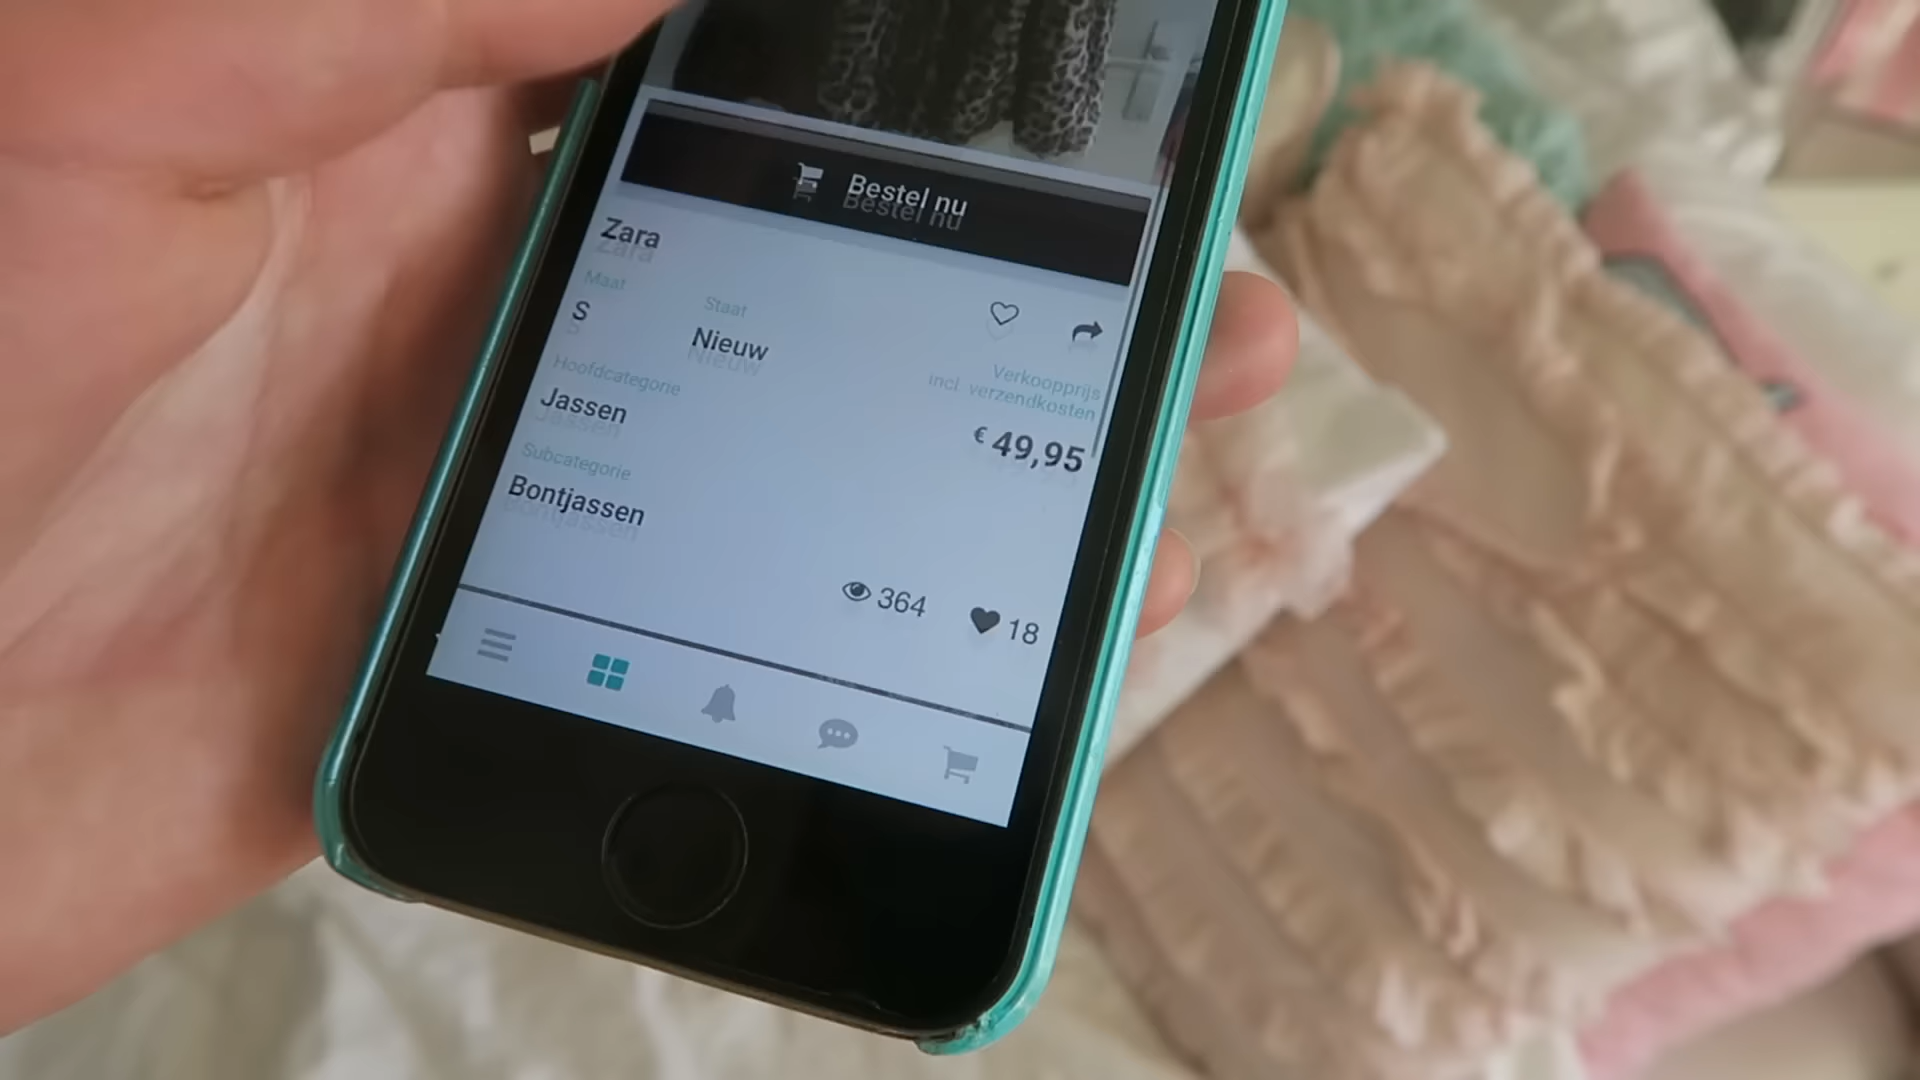 Bestel nu
Zara
Maat
S
Staat
Nieuw
Hoofdcategorie
Jassen
Verkoopprijs
incl. verzendkosten
€ 49,95
Subcategorie
Bontjassen
364
18